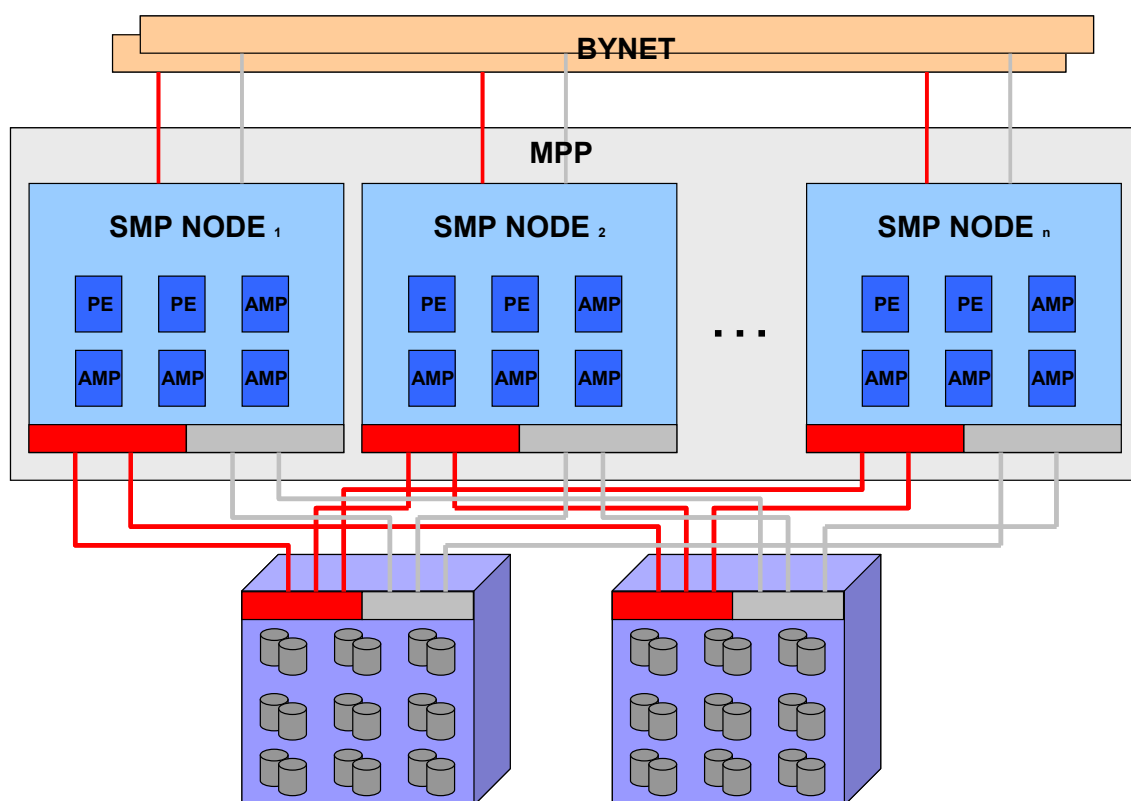 BYNET
MPP
SMP NODE 1
SMP NODE 2
SMP NODE n
PE PE AMP
AMP AMP AMP
PE PE AMP
AMP AMP AMP
...
PE PE AMP
AMP AMP AMP